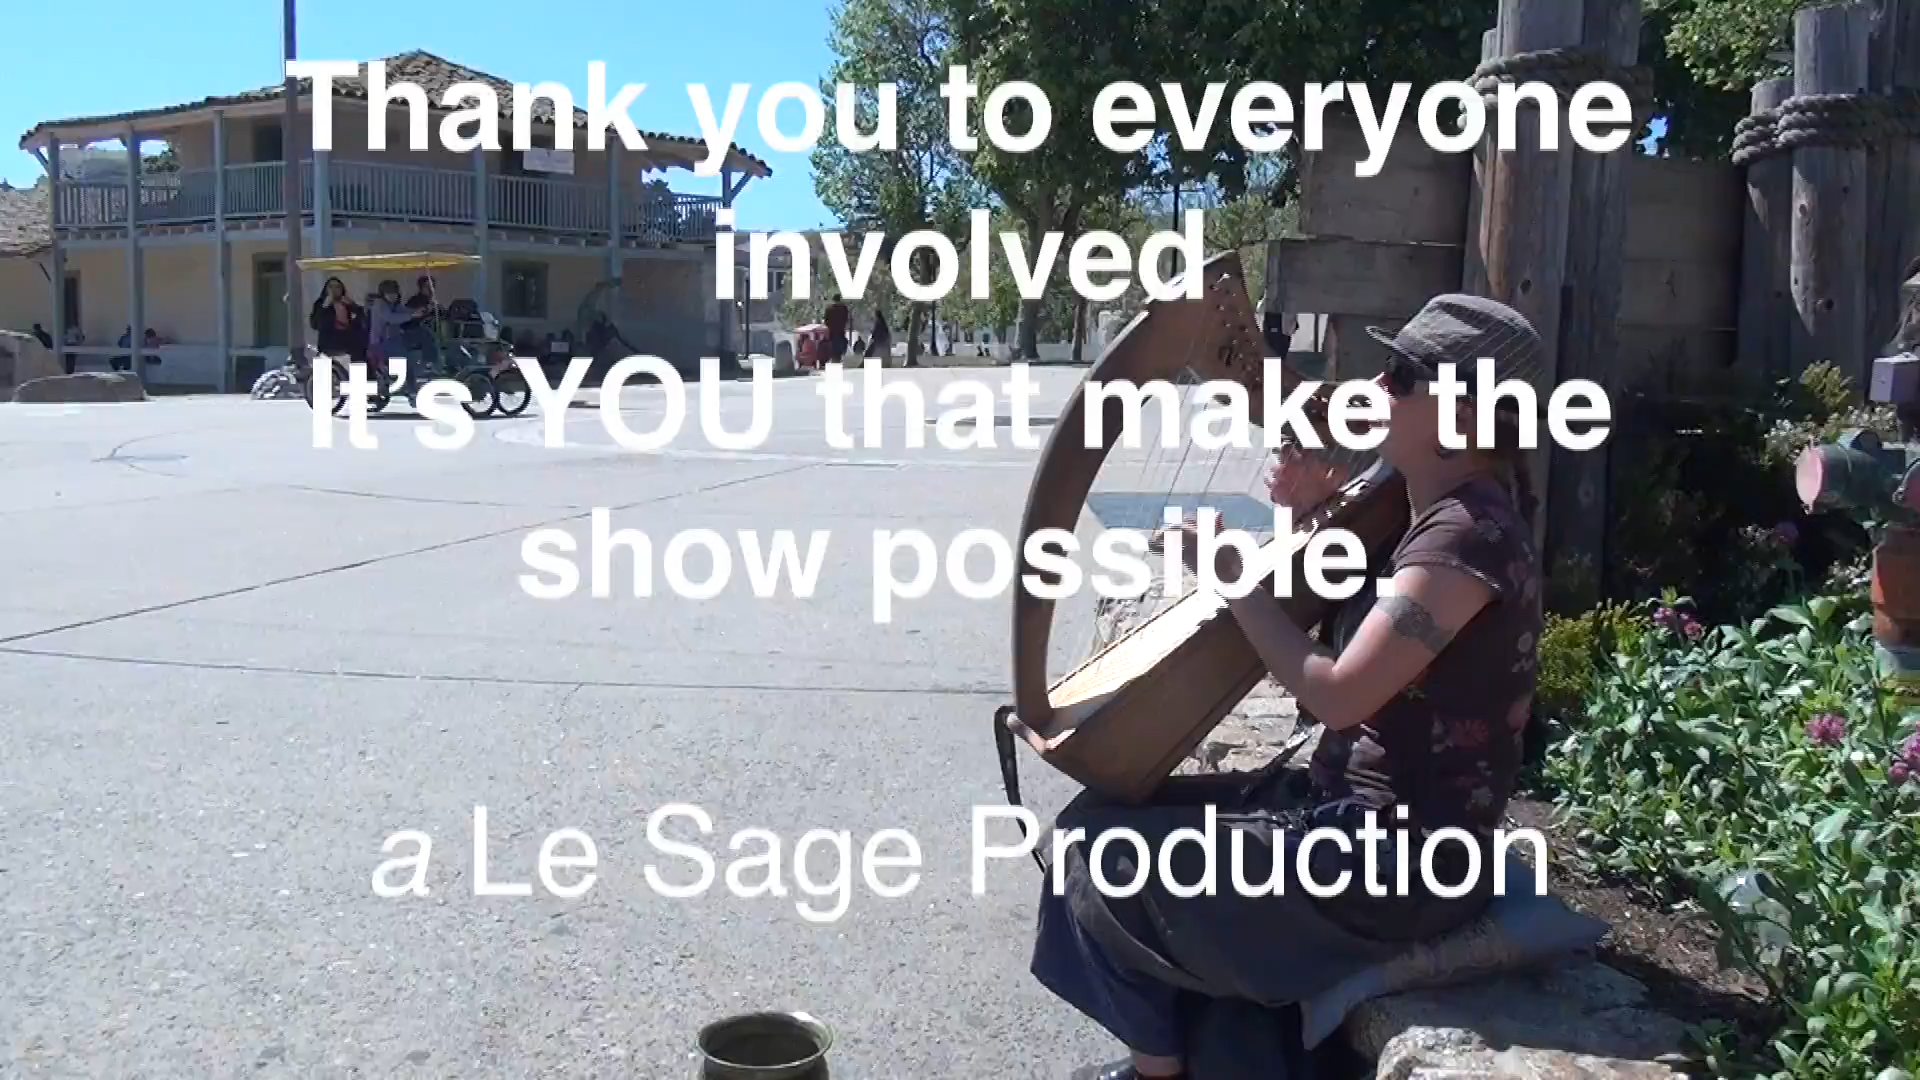 Thank you to everyone
involved
It's YOU that make the
show possible.
a Le Sage Production